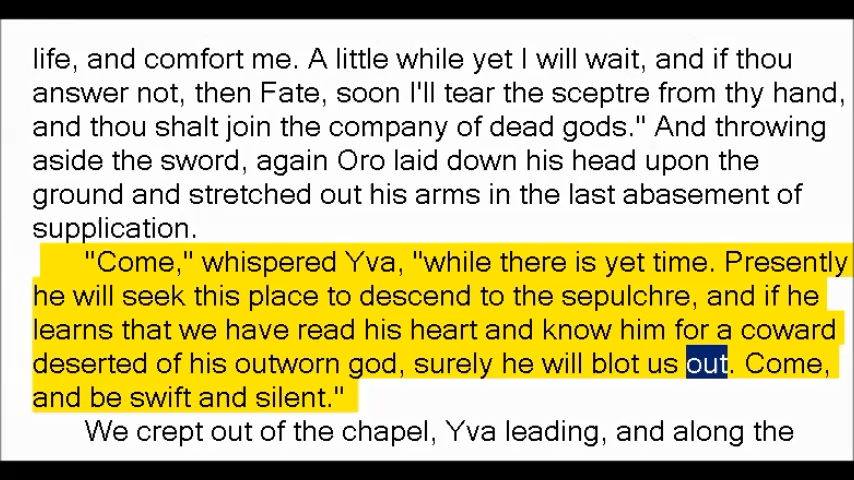 life, and comfort me. A little while yet I will wait, and if thou
answer not, then Fate, soon I'll tear the sceptre from thy hand,
and thou shalt join the company of dead gods." And throwing
aside the sword, again Oro laid down his head upon the
ground and stretched out his arms in the last abasement of
supplication.
"Come," whispered Yva, "while there is yet time. Presently
he will seek this place to descend to the sepulchre, and if he
learns that we have read his heart and know him for a coward
deserted of his outworn god, surely he will blot us out. Come,
and be swift and silent."
We crept out of the chapel, Yva leading, and along the